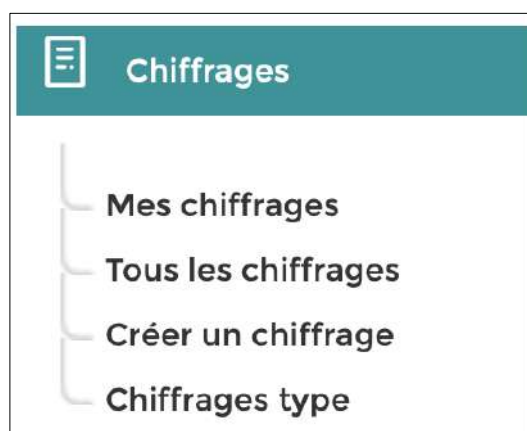 Chiffrages
Mes chiffrages
Tous les chiffrages
Créer un chiffrage
Chiffrages type